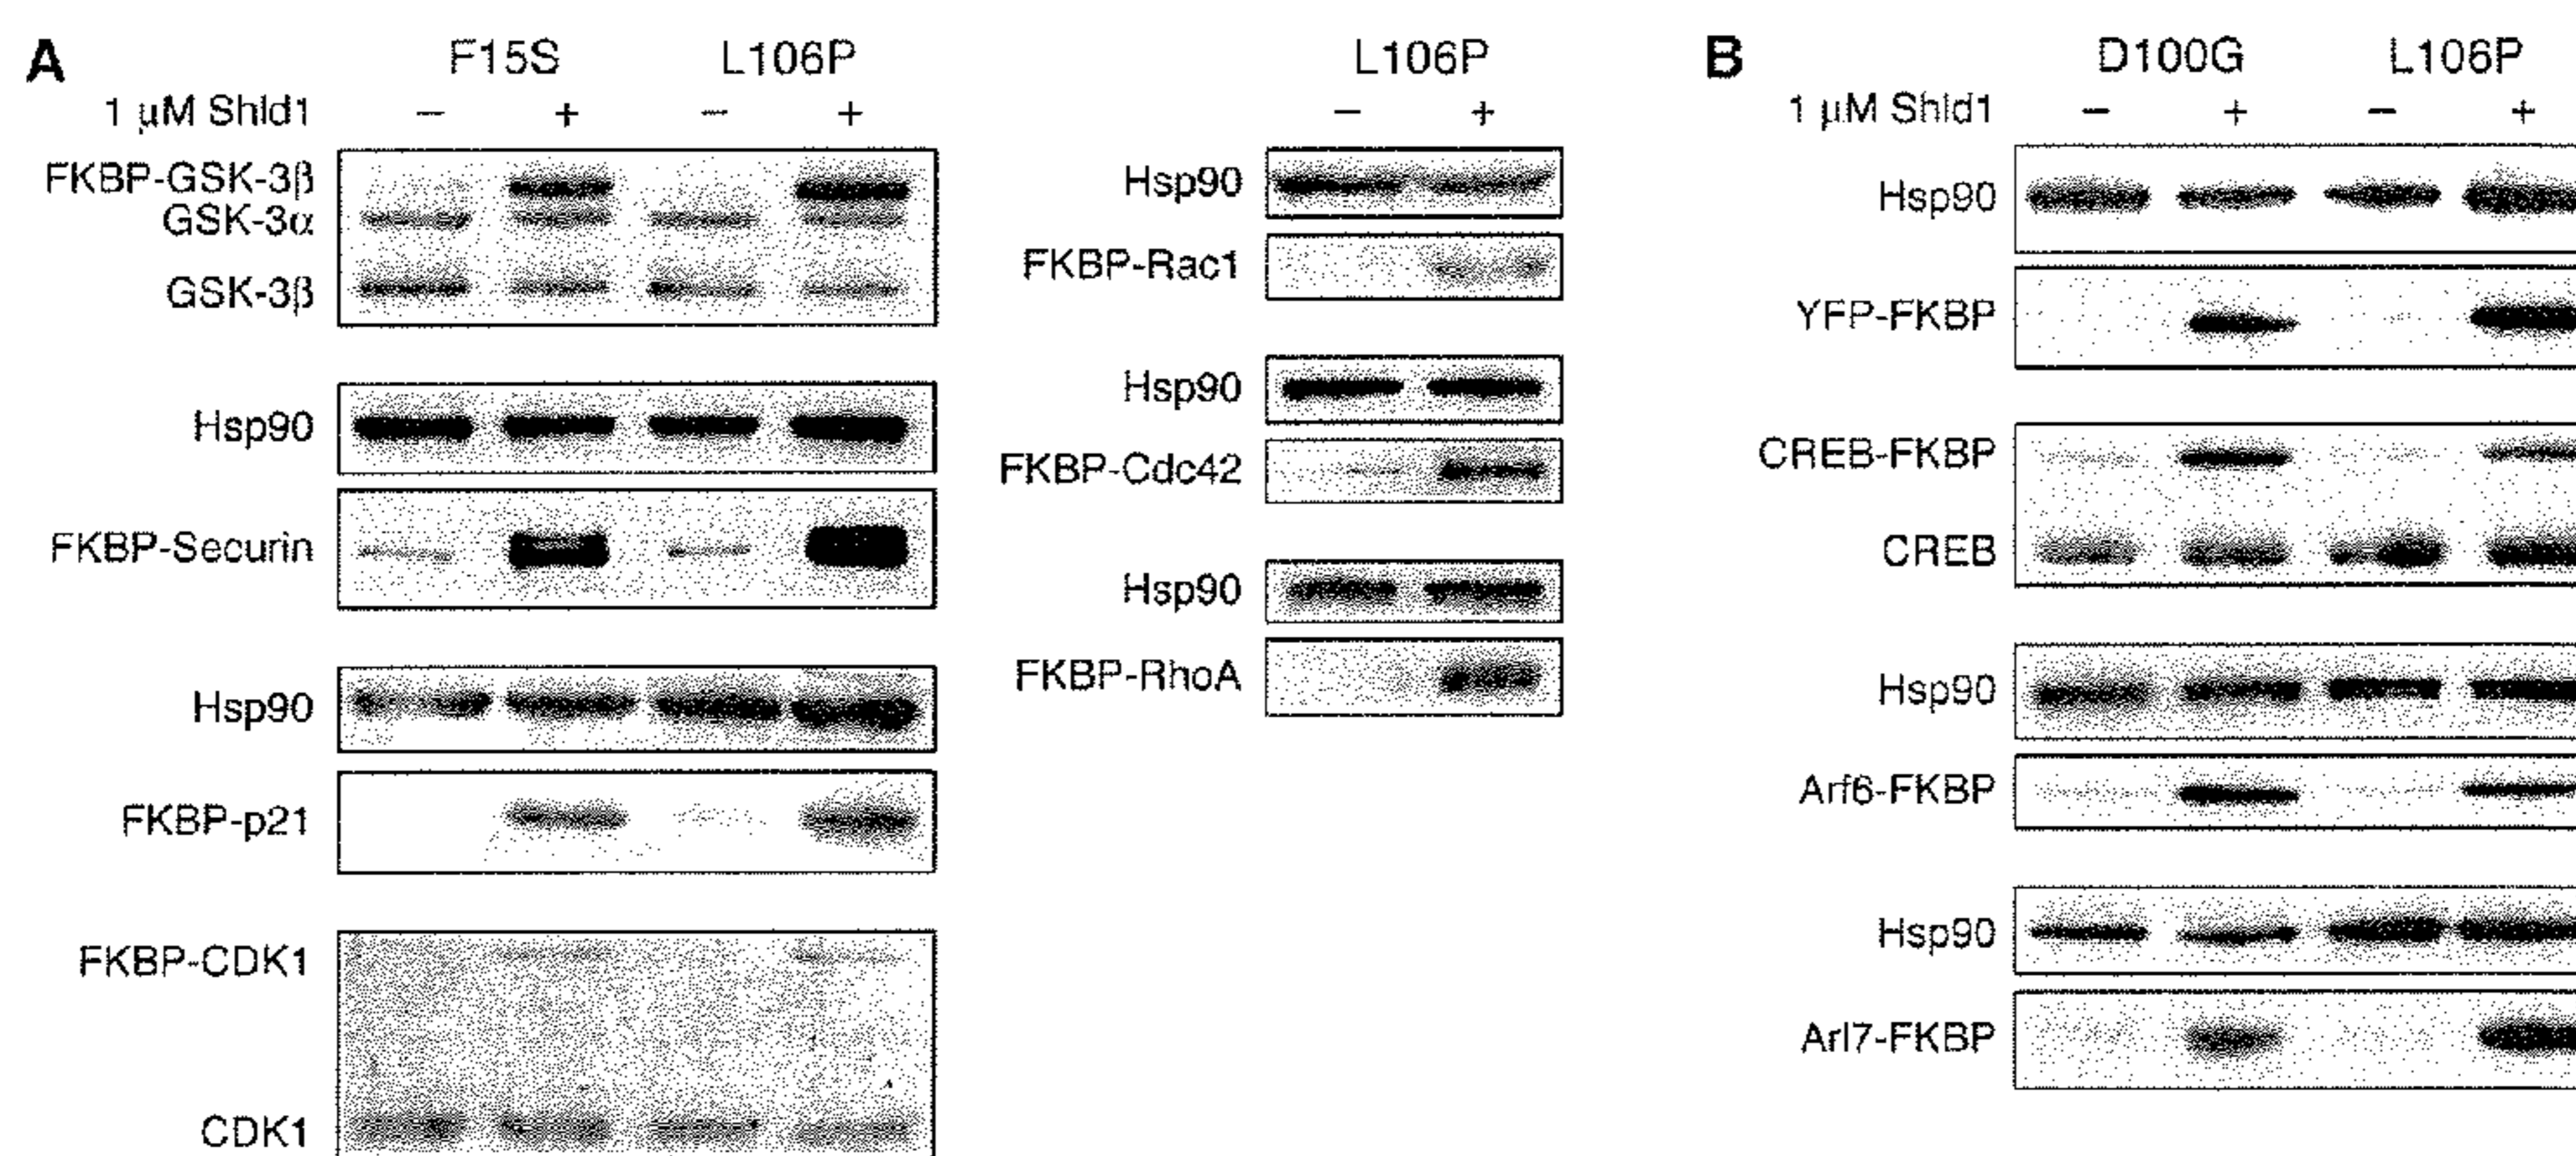 A
F15S L106P
1 μM Shld1 – + – +
FKBP-GSK-3β
GSK-3α
GSK-3β
Hsp90
FKBP-Securin
Hsp90
FKBP-p21
FKBP-CDK1
CDK1
L106P
– +
Hsp90
FKBP-Rac1
Hsp90
FKBP-Cdc42
Hsp90
FKBP-RhoA
B
D100G L106P
1 μM Shld1 – + – +
Hsp90
YFP-FKBP
CREB-FKBP
CREB
Hsp90
Arf6-FKBP
Hsp90
Arl7-FKBP